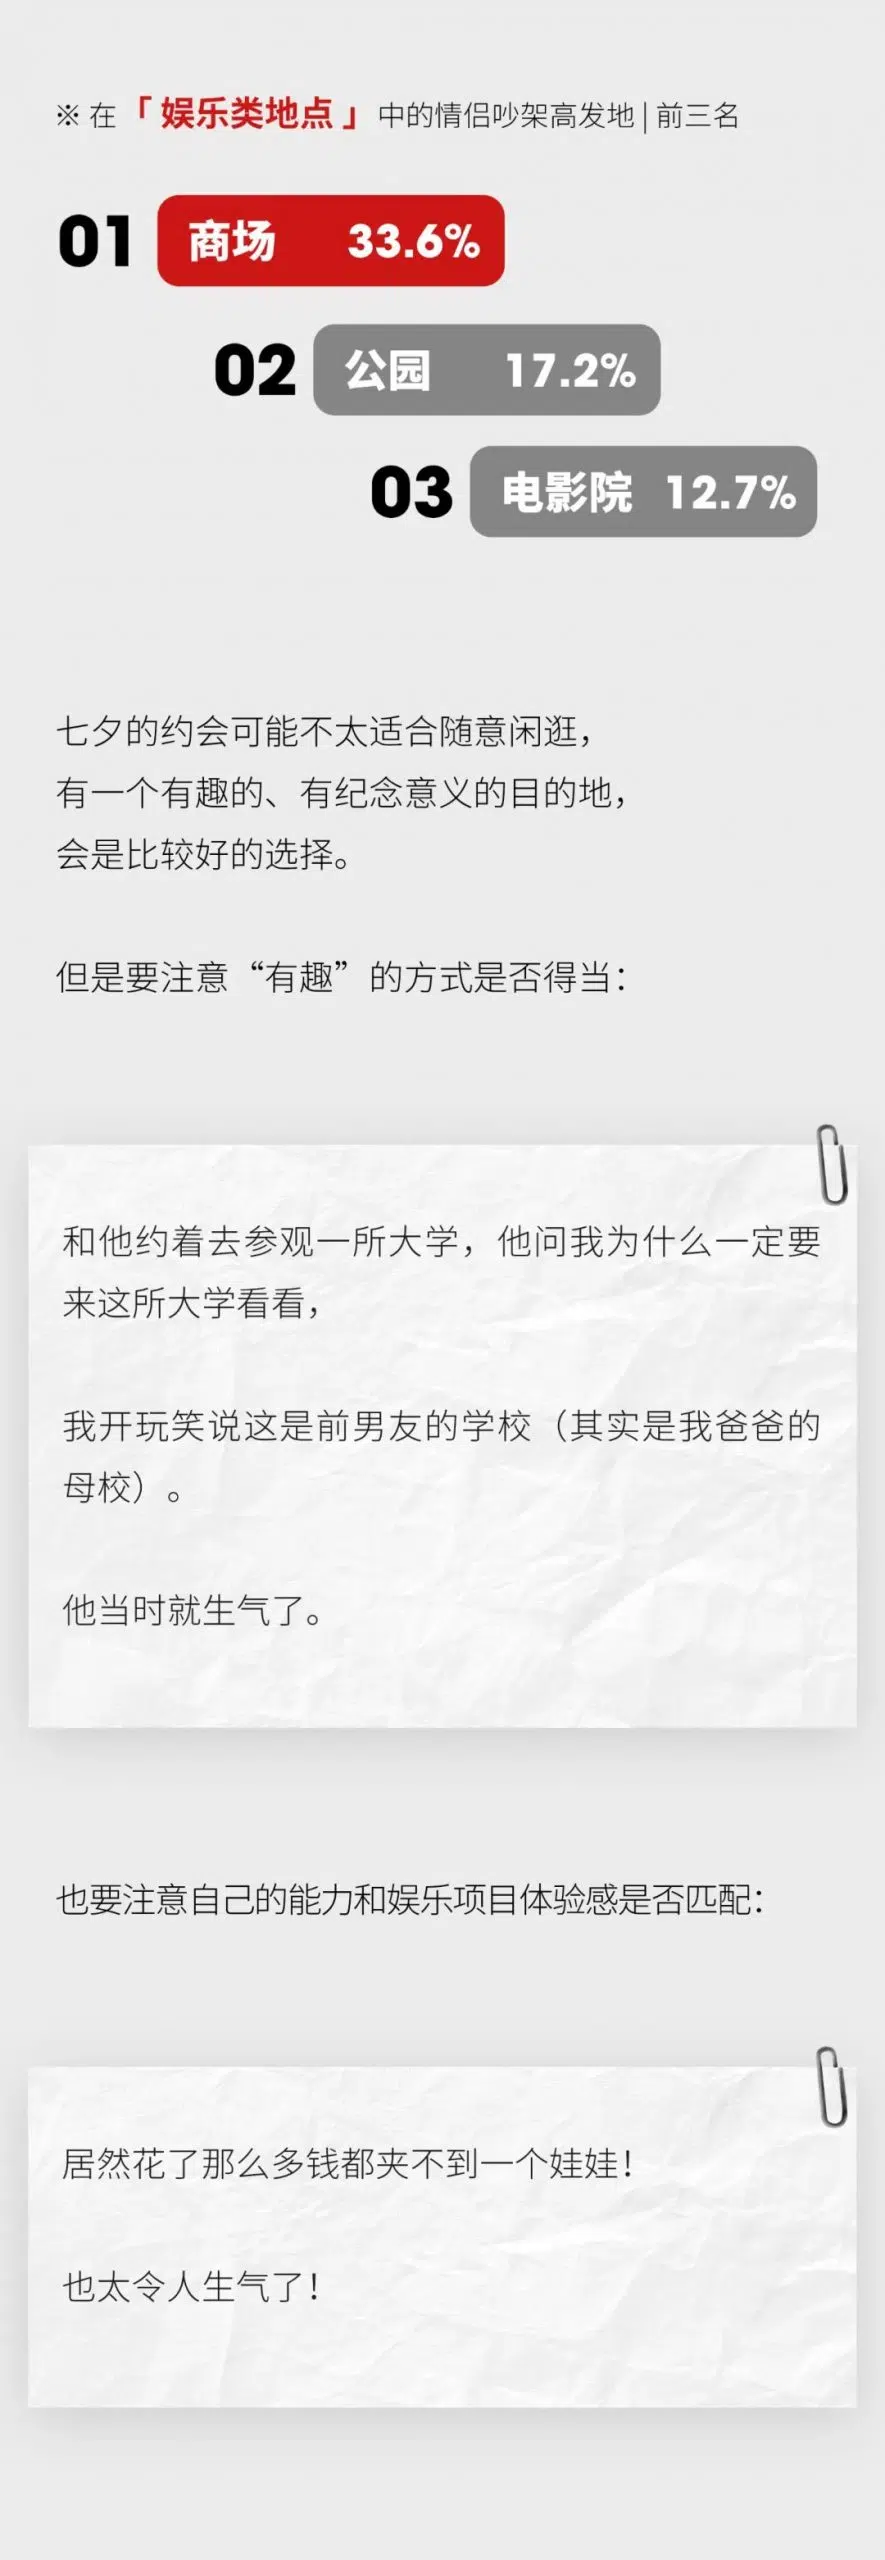 ※ 在「娱乐类地点」中的情侣吵架高发地 | 前三名
01 商场 33.6%
02 公园 17.2%
03 电影院 12.7%
七夕的约会可能不太适合随意闲逛，
有一个有趣的、有纪念意义的目的地，
会是比较好的选择。
但是要注意“有趣”的方式是否得当：
和他约着去参观一所大学，他问我为什么一定要
来这所大学看看，
我开玩笑说这是前男友的学校（其实是我爸爸的
母校）。
他当时就生气了。
也要注意自己的能力和娱乐项目体验感是否匹配：
居然花了那么多钱都夹不到一个娃娃！
也太令人生气了！